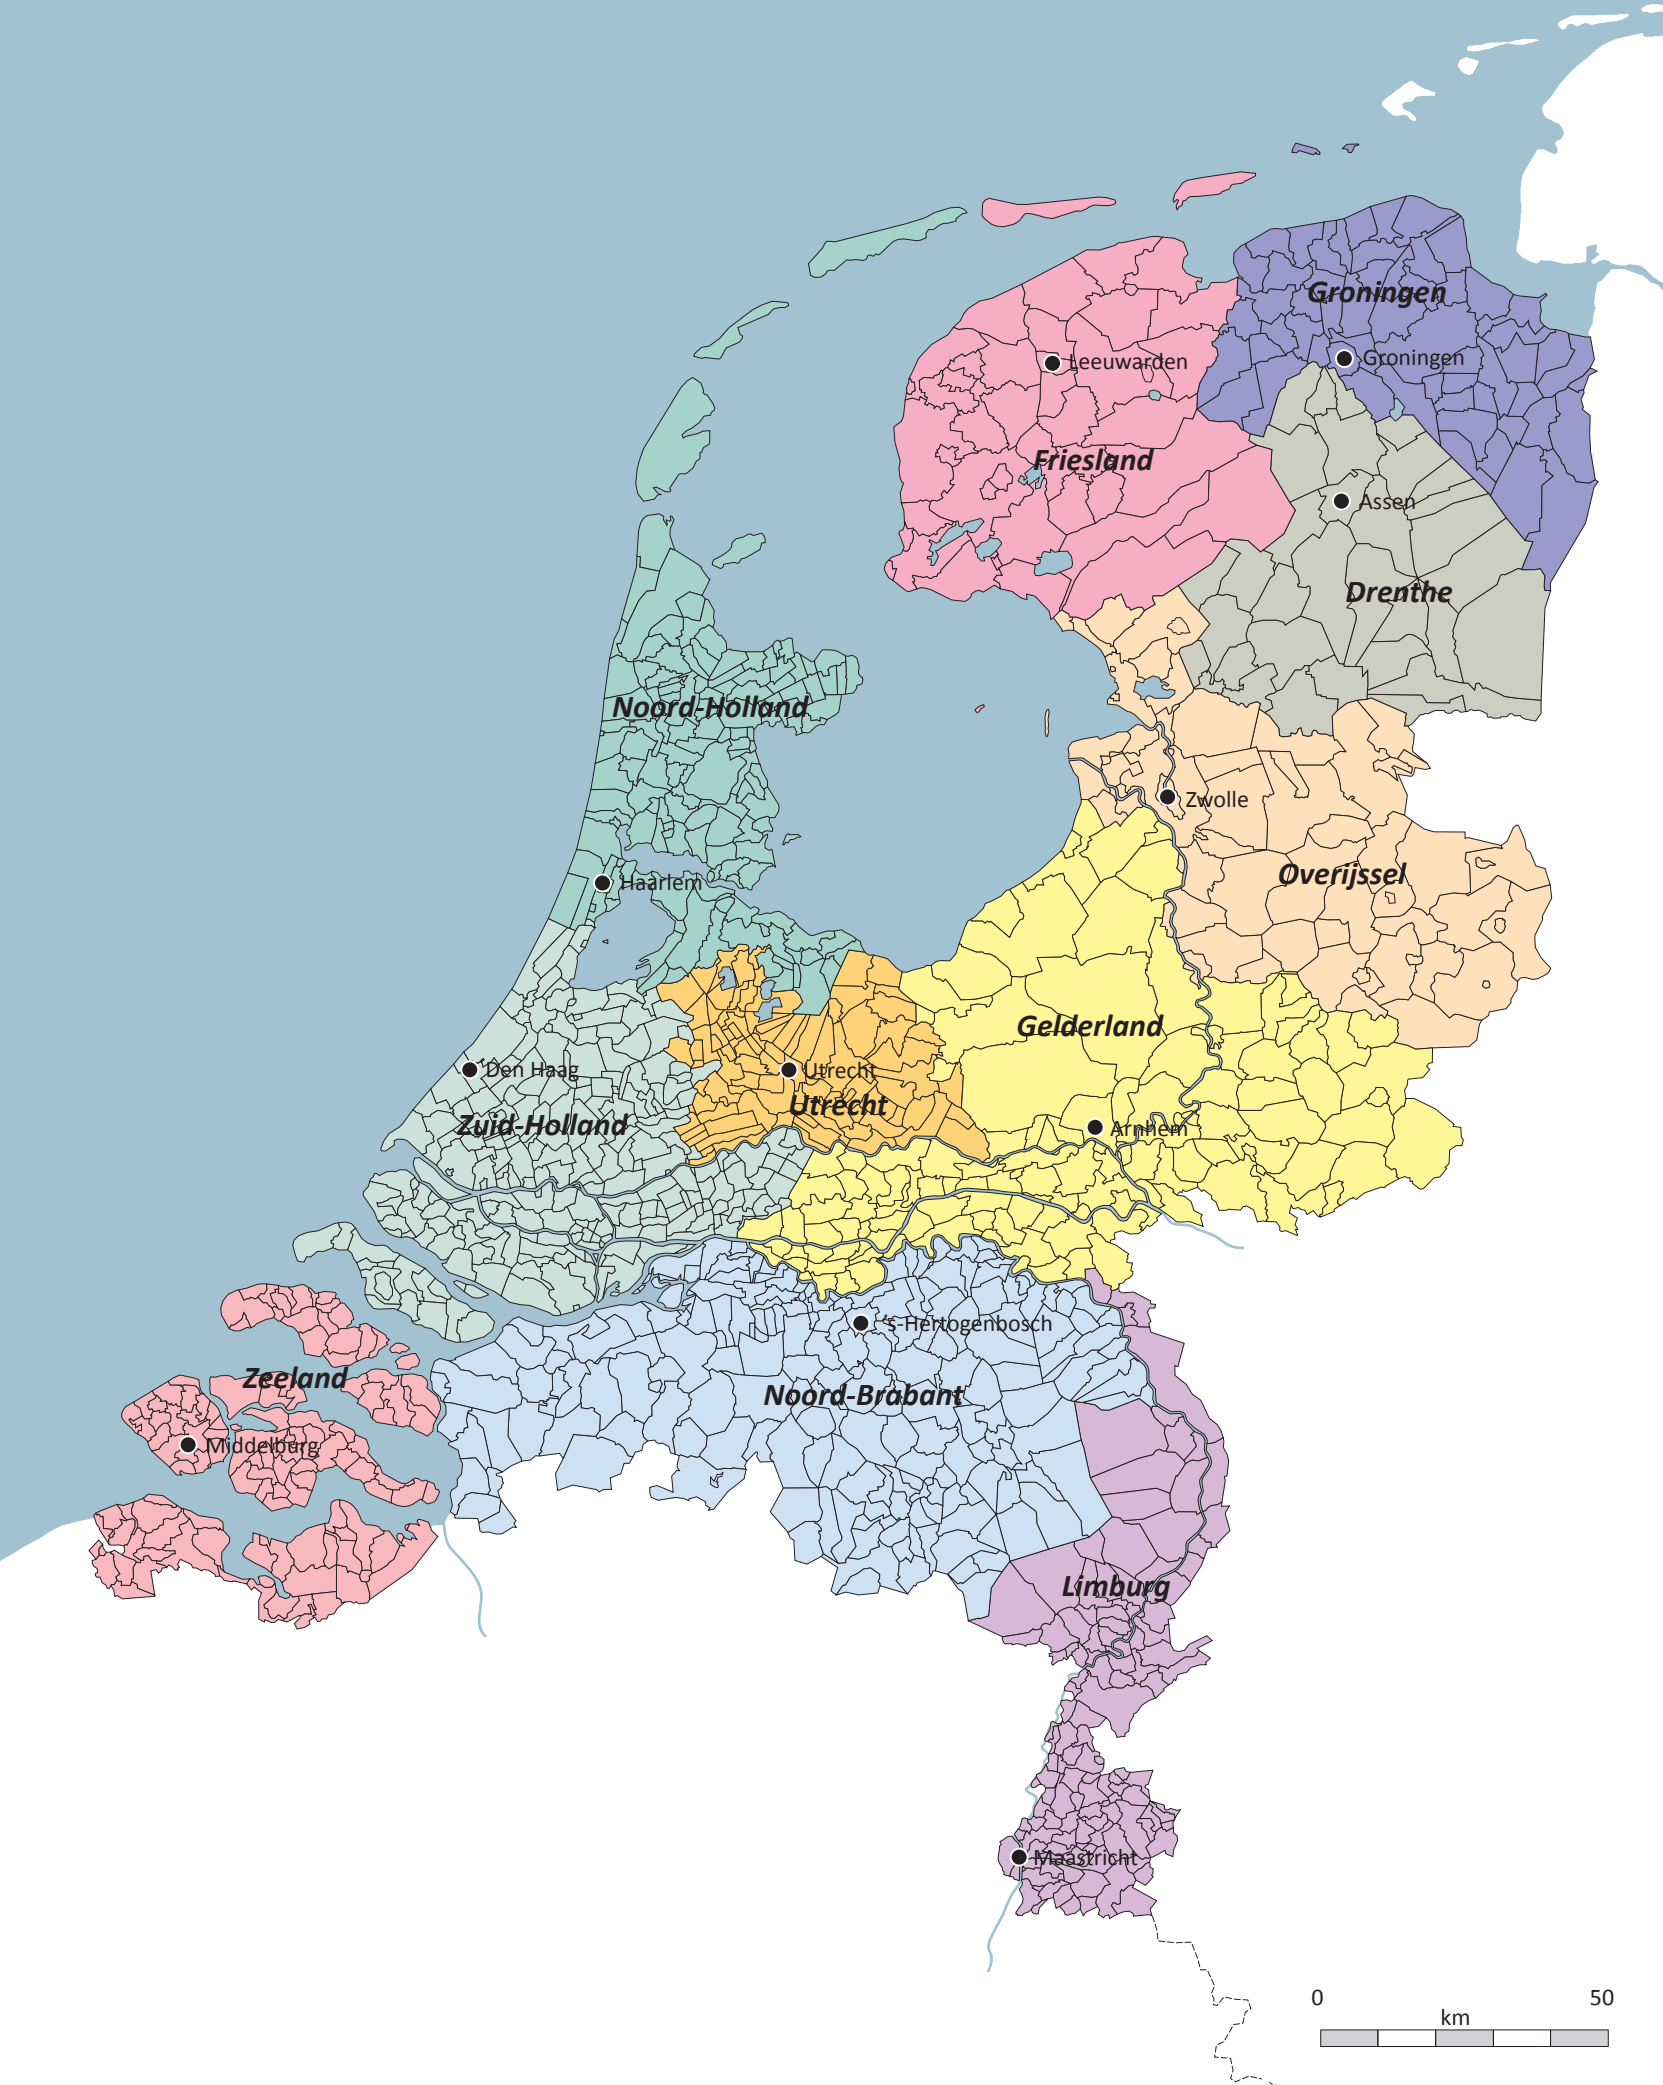 Groningen
Groningen
Leeuwarden
Friesland
Assen
Drenthe
Noord-Holland
Zwolle
Overijssel
Haarlem
Gelderland
Den Haag
Utrecht
Utrecht
Zuid-Holland
Arnhem
's-Hertogenbosch
Zeeland
Noord-Brabant
Middelburg
Limburg
Maastricht
0 50
km